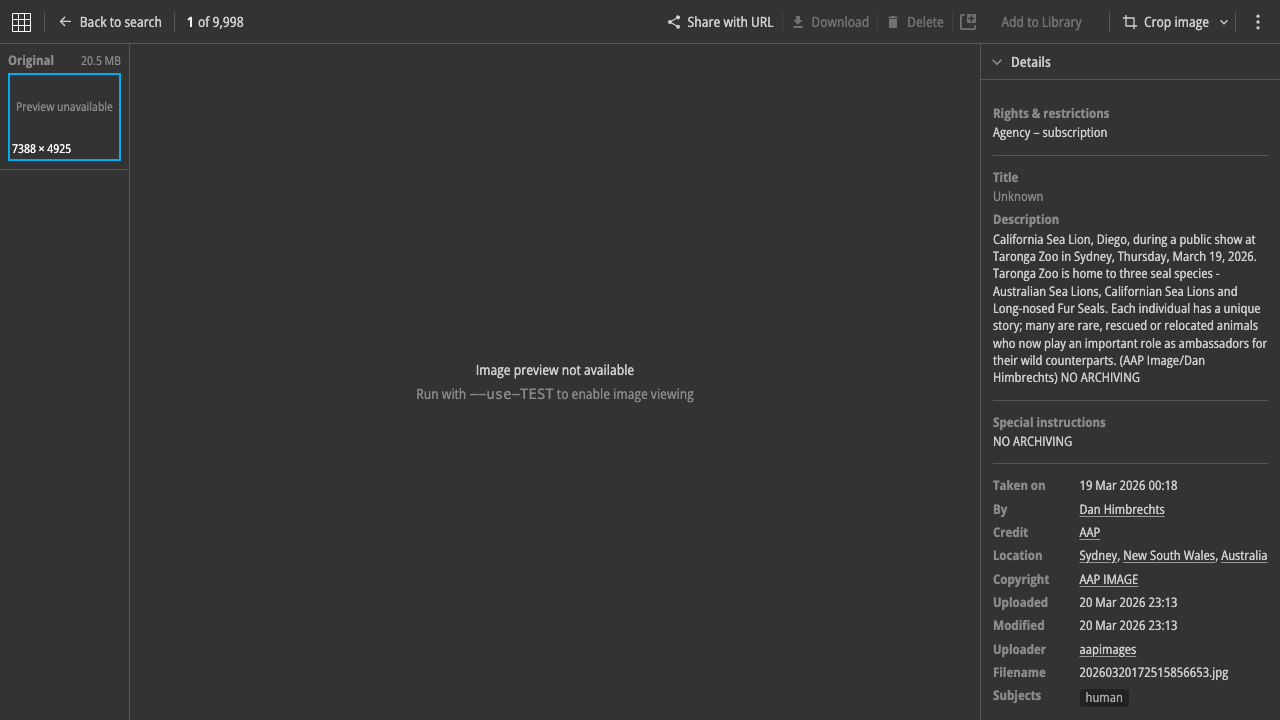 Back to search
1 of 9,998
Share with URL
Download
Delete
Add to Library
Crop image
Original 20.5 MB
Preview unavailable
7388 × 4925
Image preview not available
Run with --use-TEST to enable image viewing
Details
Rights & restrictions
Agency – subscription
Title
Unknown
Description
California Sea Lion, Diego, during a public show at
Taronga Zoo in Sydney, Thursday, March 19, 2026.
Taronga Zoo is home to three seal species -
Australian Sea Lions, Californian Sea Lions and
Long-nosed Fur Seals. Each individual has a unique
story; many are rare, rescued or relocated animals
who now play an important role as ambassadors for
their wild counterparts. (AAP Image/Dan
Himbrechts) NO ARCHIVING
Special instructions
NO ARCHIVING
Taken on 19 Mar 2026 00:18
By Dan Himbrechts
Credit AAP
Location Sydney, New South Wales, Australia
Copyright AAP IMAGE
Uploaded 20 Mar 2026 23:13
Modified 20 Mar 2026 23:13
Uploader aapimages
Filename 20260320172515856653.jpg
Subjects human